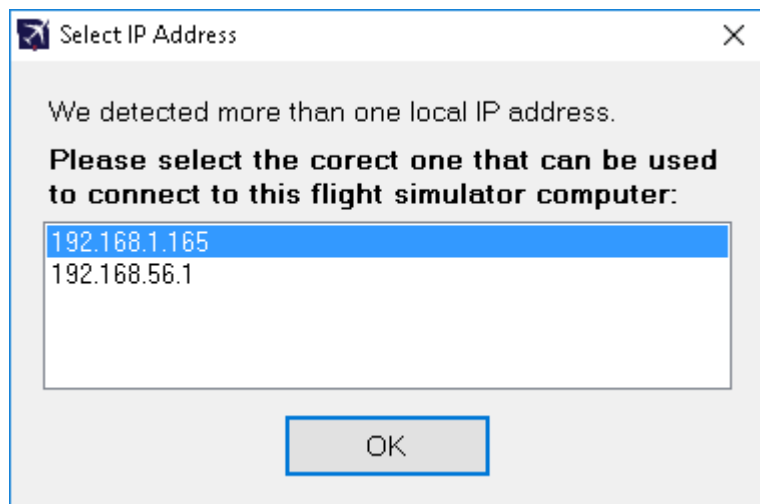 Select IP Address
We detected more than one local IP address.
Please select the corect one that can be used
to connect to this flight simulator computer:
192.168.1.165
192.168.56.1
OK